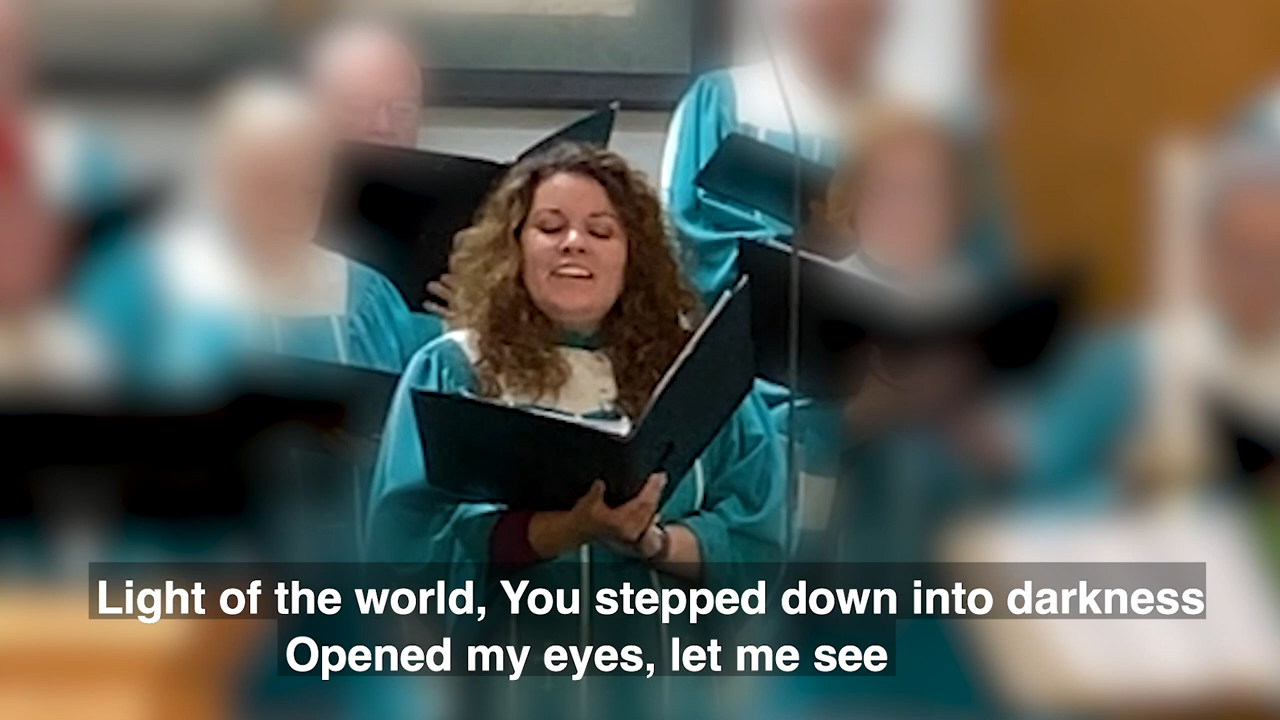 Light of the world, You stepped down into darkness
Opened my eyes, let me see